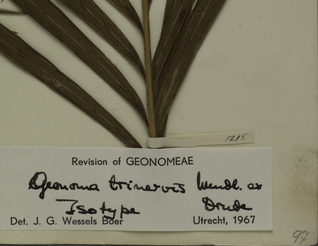 1215
Revision of GEONOMEAE
Geonoma trinervis Wendl. ex
Isotype Drude
Det. J. G. Wessels Boer Utrecht, 1967